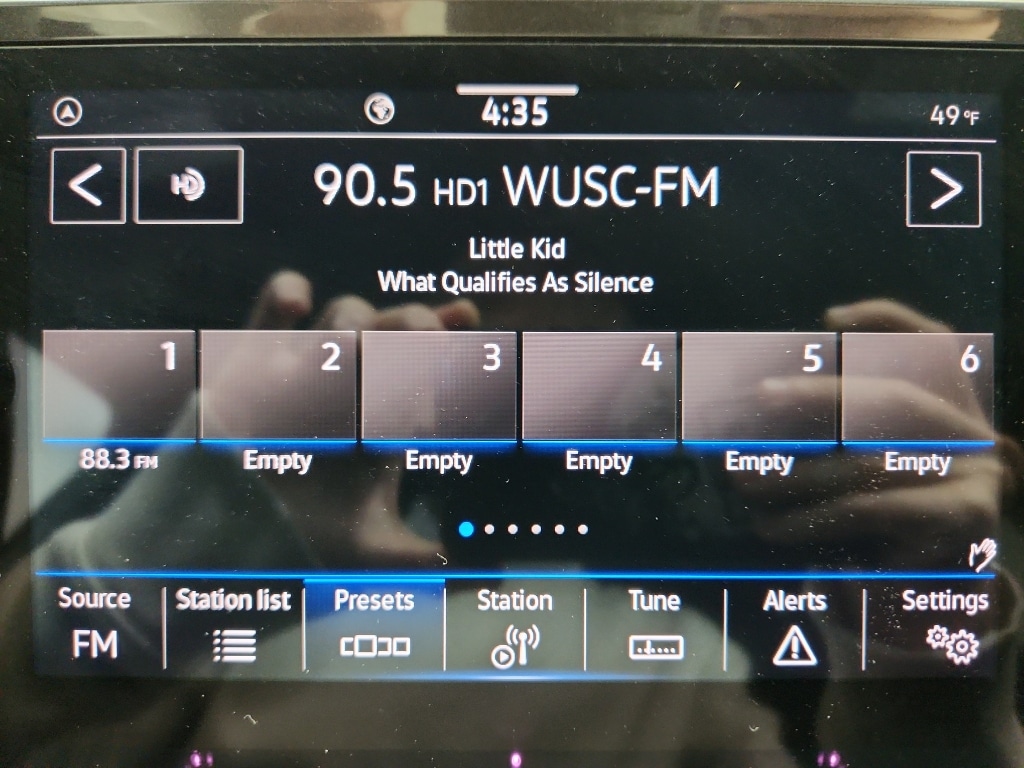 4:35
49 °F
HD
90.5 HD1 WUSC-FM
Little Kid
What Qualifies As Silence
1 2 3 4 5 6
88.3 FM Empty Empty Empty Empty Empty
Source Station list Presets Station Tune Alerts Settings
FM